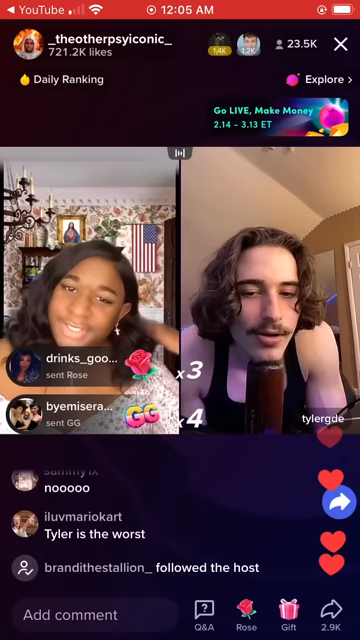 YouTube
12:05 AM
_theotherpsyiconic_
721.2K likes
1.4K
1.2K
23.5K
Daily Ranking
Explore
Go LIVE, Make Money
2.14 - 3.13 ET
drinks_goo...
sent Rose
x3
byemisera...
sent GG
GG
x4
tylergde
sammy1x
nooooo
iluvmariokart
Tyler is the worst
brandithestallion_ followed the host
Add comment
Q&A
Rose
Gift
2.9K